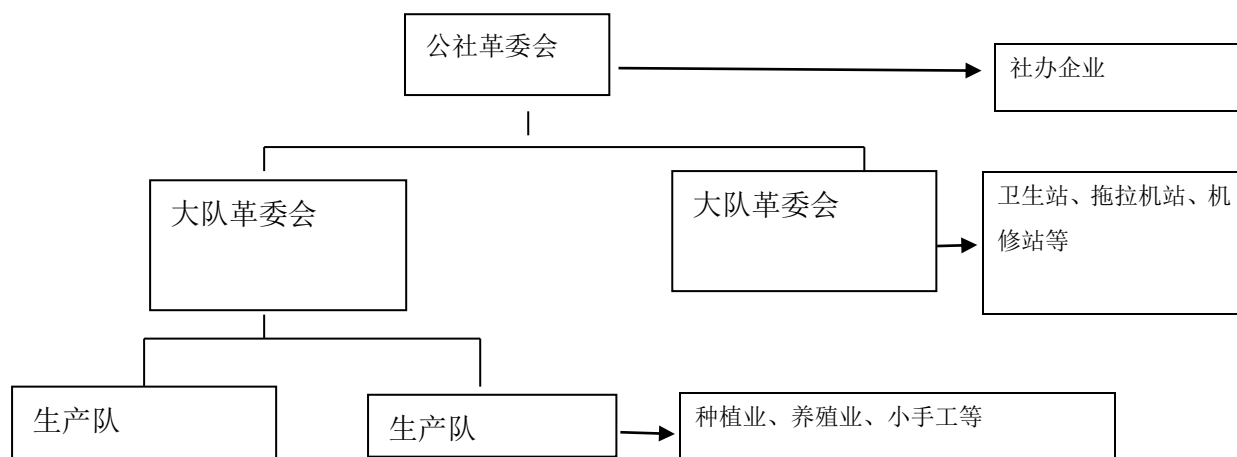 公社革委会
社办企业
大队革委会
大队革委会
卫生站、拖拉机站、机
修站等
生产队
生产队
种植业、养殖业、小手工等